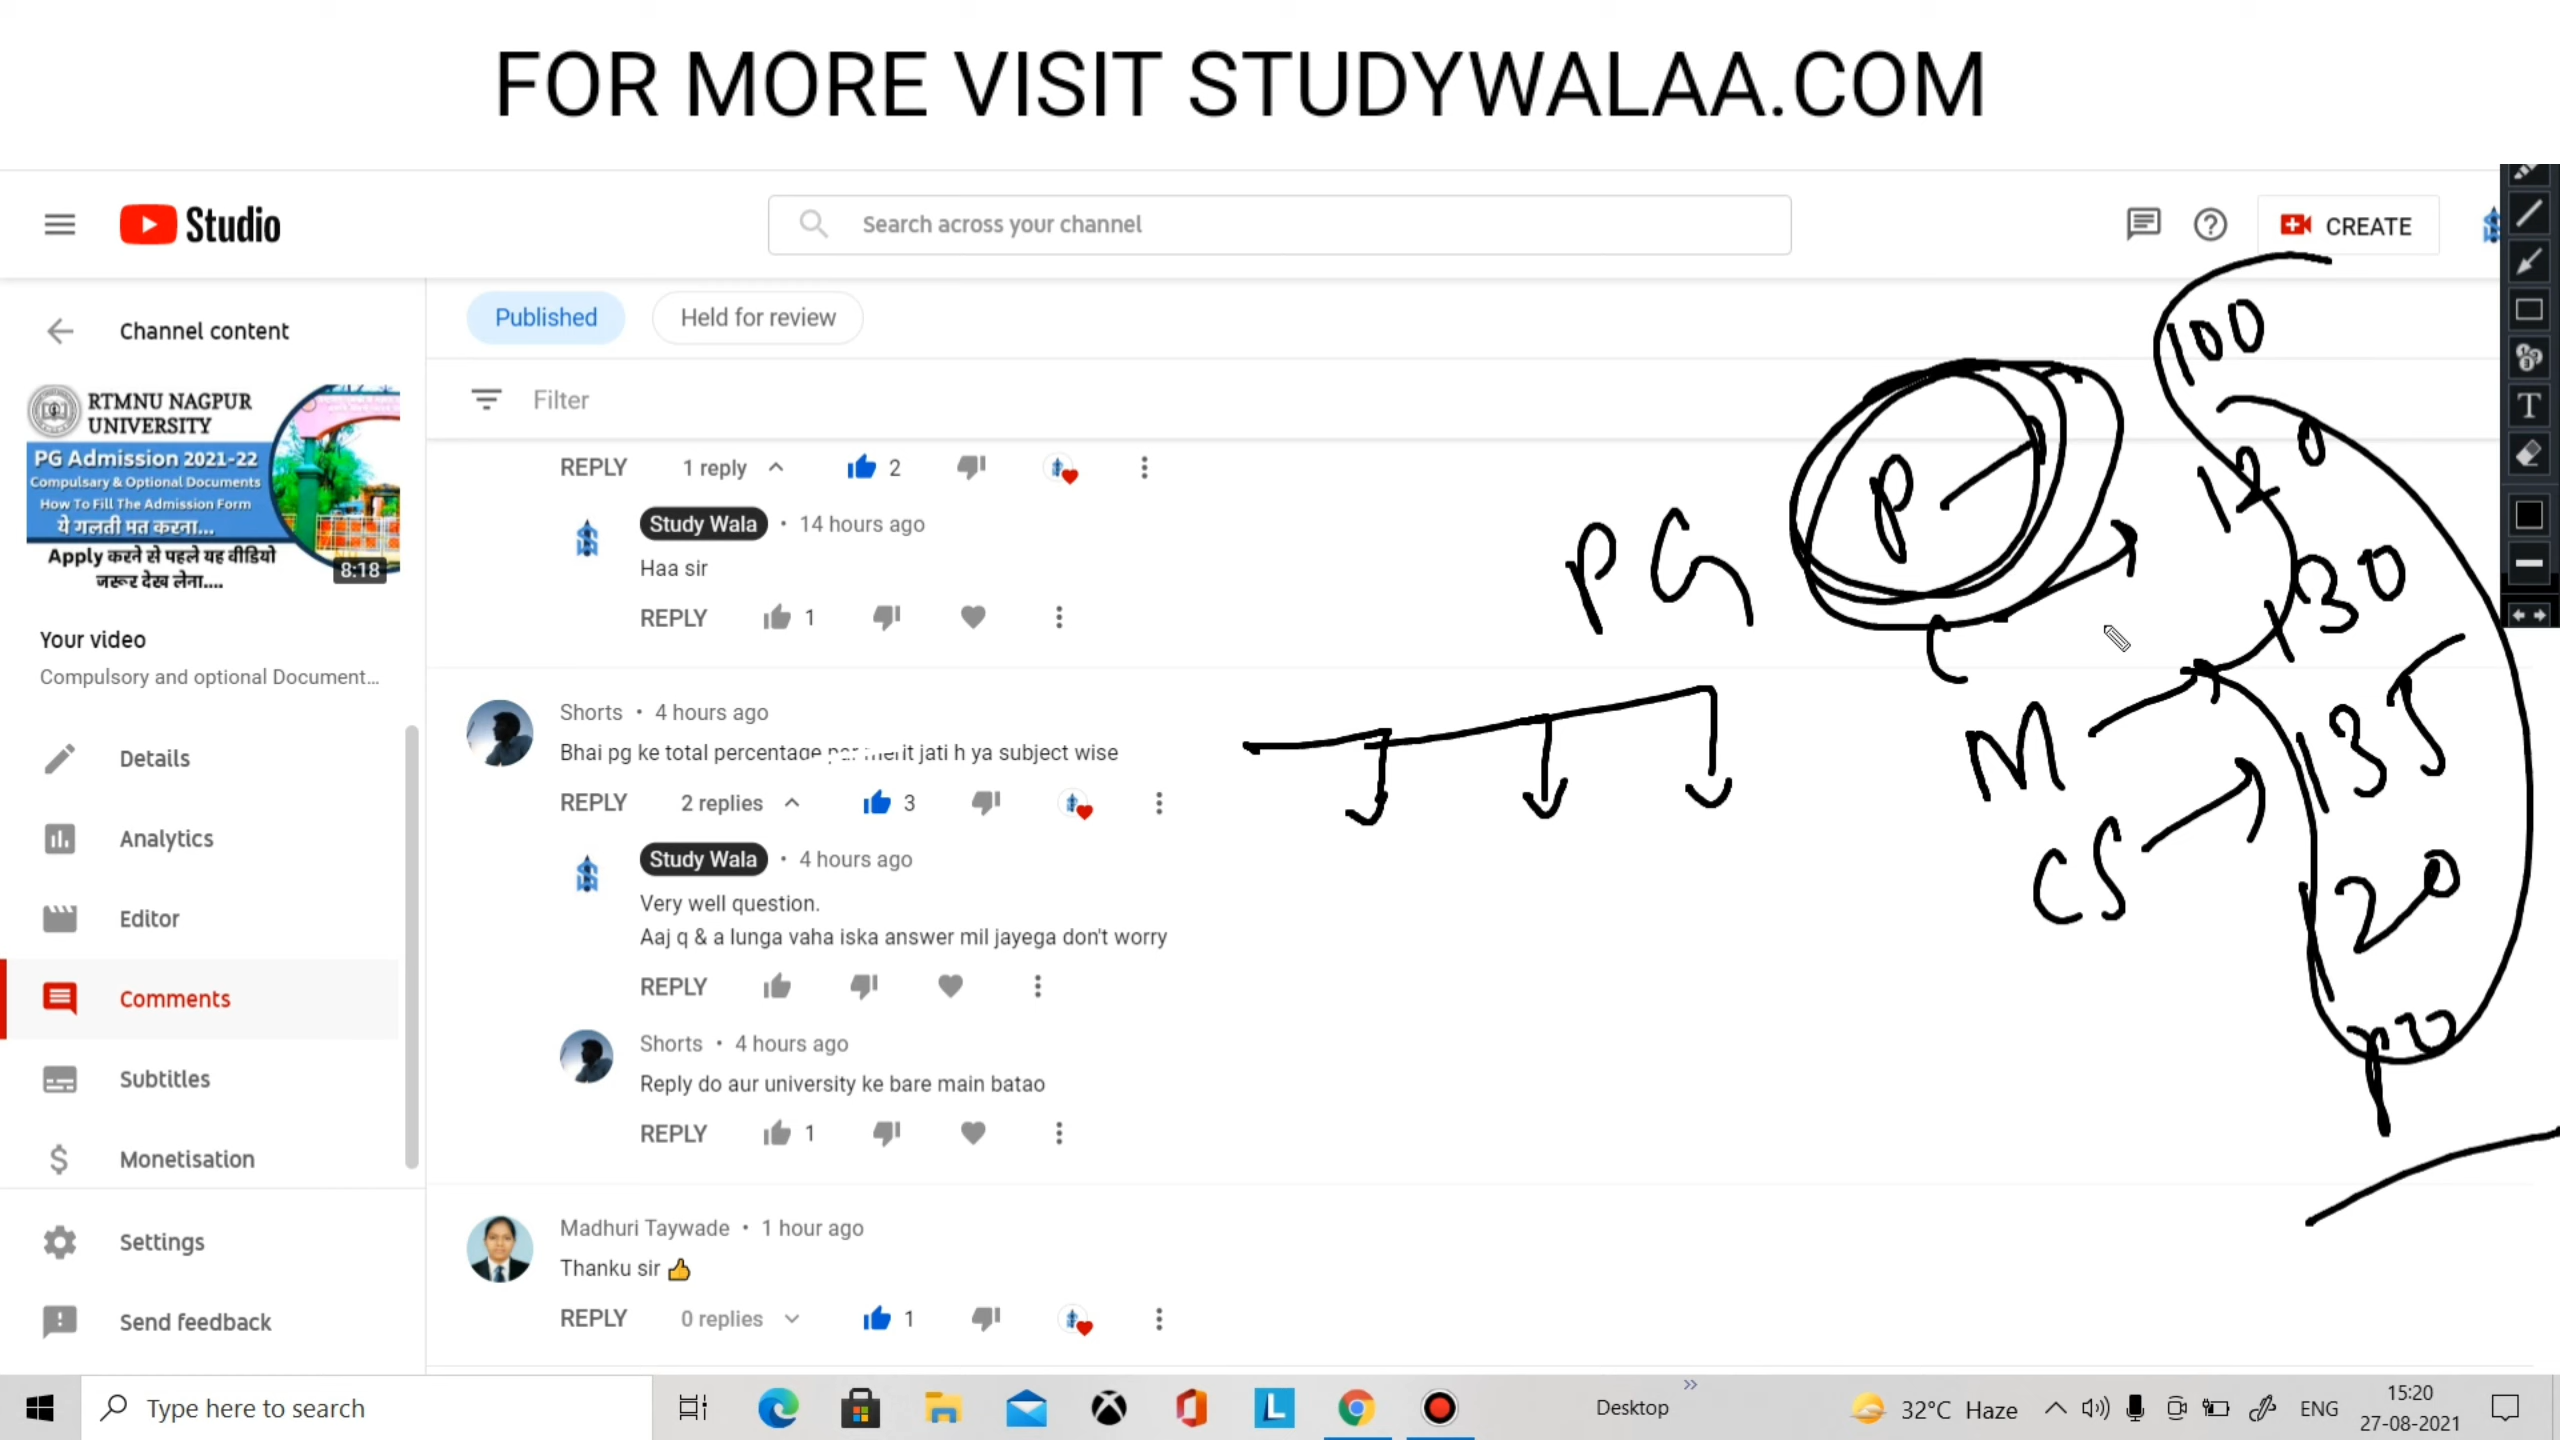 FOR MORE VISIT STUDYWALAA.COM
Studio
Search across your channel
CREATE
Channel content
RTMNU NAGPUR
UNIVERSITY
PG Admission 2021-22
Compulsary & Optional Documents
How To Fill The Admission Form
ये गलती मत करना...
Apply करने से पहले यह वीडियो
जरूर देख लेना....
8:18
Your video
Compulsory and optional Document...
Details
Analytics
Editor
Comments
Subtitles
Monetisation
Settings
Send feedback
Published
Held for review
Filter
REPLY 1 reply 2
Study Wala • 14 hours ago
Haa sir
REPLY 1
Shorts • 4 hours ago
Bhai pg ke total percentage par merit jati h ya subject wise
REPLY 2 replies 3
Study Wala • 4 hours ago
Very well question.
Aaj q & a lunga vaha iska answer mil jayega don't worry
REPLY
Shorts • 4 hours ago
Reply do aur university ke bare main batao
REPLY 1
Madhuri Taywade • 1 hour ago
Thanku sir 👍
REPLY 0 replies 1
PG
P
C
M
CS
100
120
130
135
120
T
Type here to search
Desktop
32°C Haze
ENG
15:20
27-08-2021